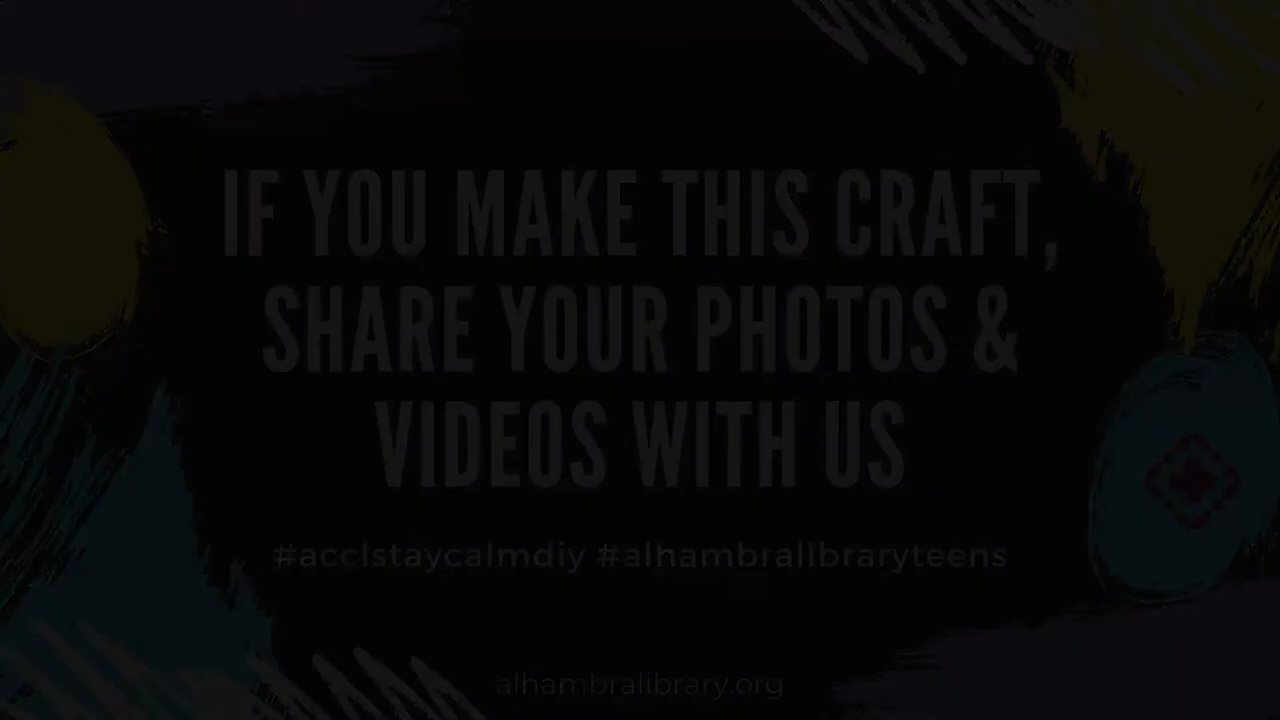 IF YOU MAKE THIS CRAFT,
SHARE YOUR PHOTOS &
VIDEOS WITH US
#acclstaycalmdiy #alhambralibraryteens
alhambralibrary.org